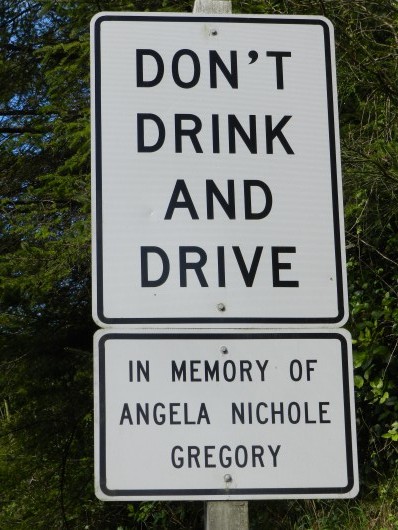 DON'T
DRINK
AND
DRIVE
IN MEMORY OF
ANGELA NICHOLE
GREGORY